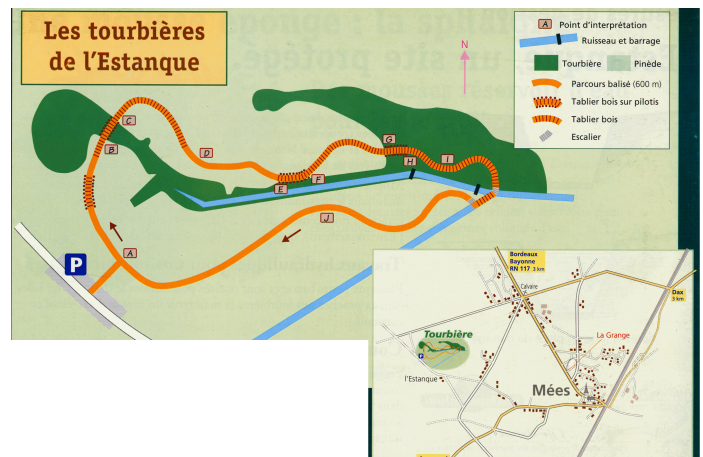 Les tourbières
de l'Estanque
A Point d'interprétation
Ruisseau et barrage
Tourbière Pinède
Parcours balisé (600 m)
Tablier bois sur pilotis
Tablier bois
Escalier
N
C
B
D
E
F
G
H
I
J
A
P
Bordeaux
Bayonne
RN 117 3 km
Calvaire
Dax
3 km
Tourbière
La Grange
P
l'Estanque
Mées